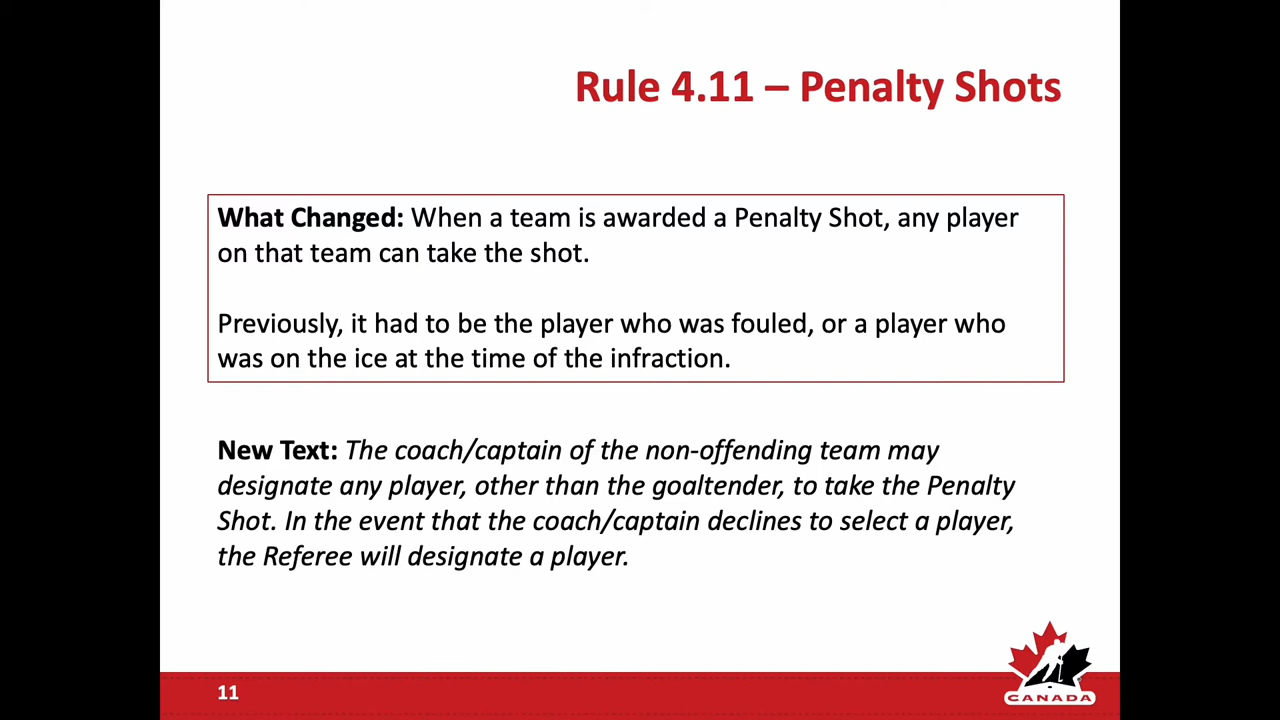 Rule 4.11 – Penalty Shots
What Changed: When a team is awarded a Penalty Shot, any player
on that team can take the shot.
Previously, it had to be the player who was fouled, or a player who
was on the ice at the time of the infraction.
New Text: The coach/captain of the non-offending team may
designate any player, other than the goaltender, to take the Penalty
Shot. In the event that the coach/captain declines to select a player,
the Referee will designate a player.
11
CANADA